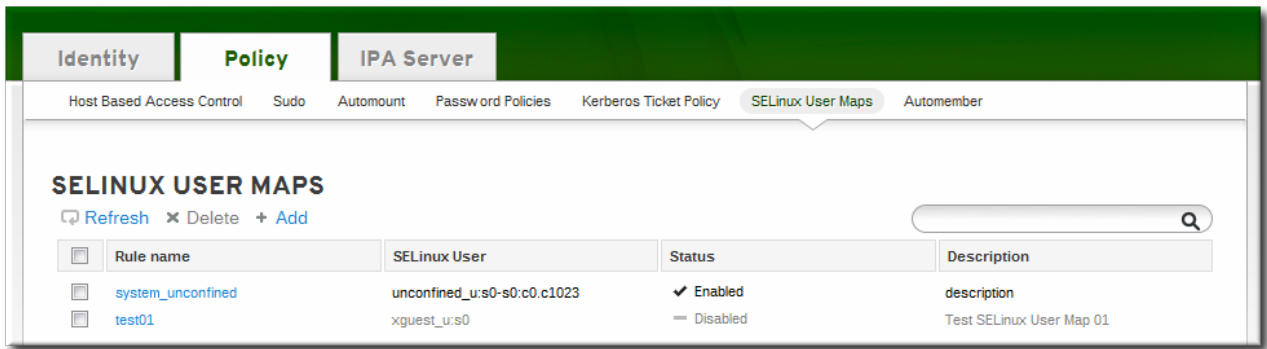 Identity Policy IPA Server
Host Based Access Control Sudo Automount Password Policies Kerberos Ticket Policy SELinux User Maps Automember
SELINUX USER MAPS
Refresh Delete Add
Rule name SELinux User Status Description
system_unconfined unconfined_u:s0-s0:c0.c1023 Enabled description
test01 xguest_u:s0 Disabled Test SELinux User Map 01